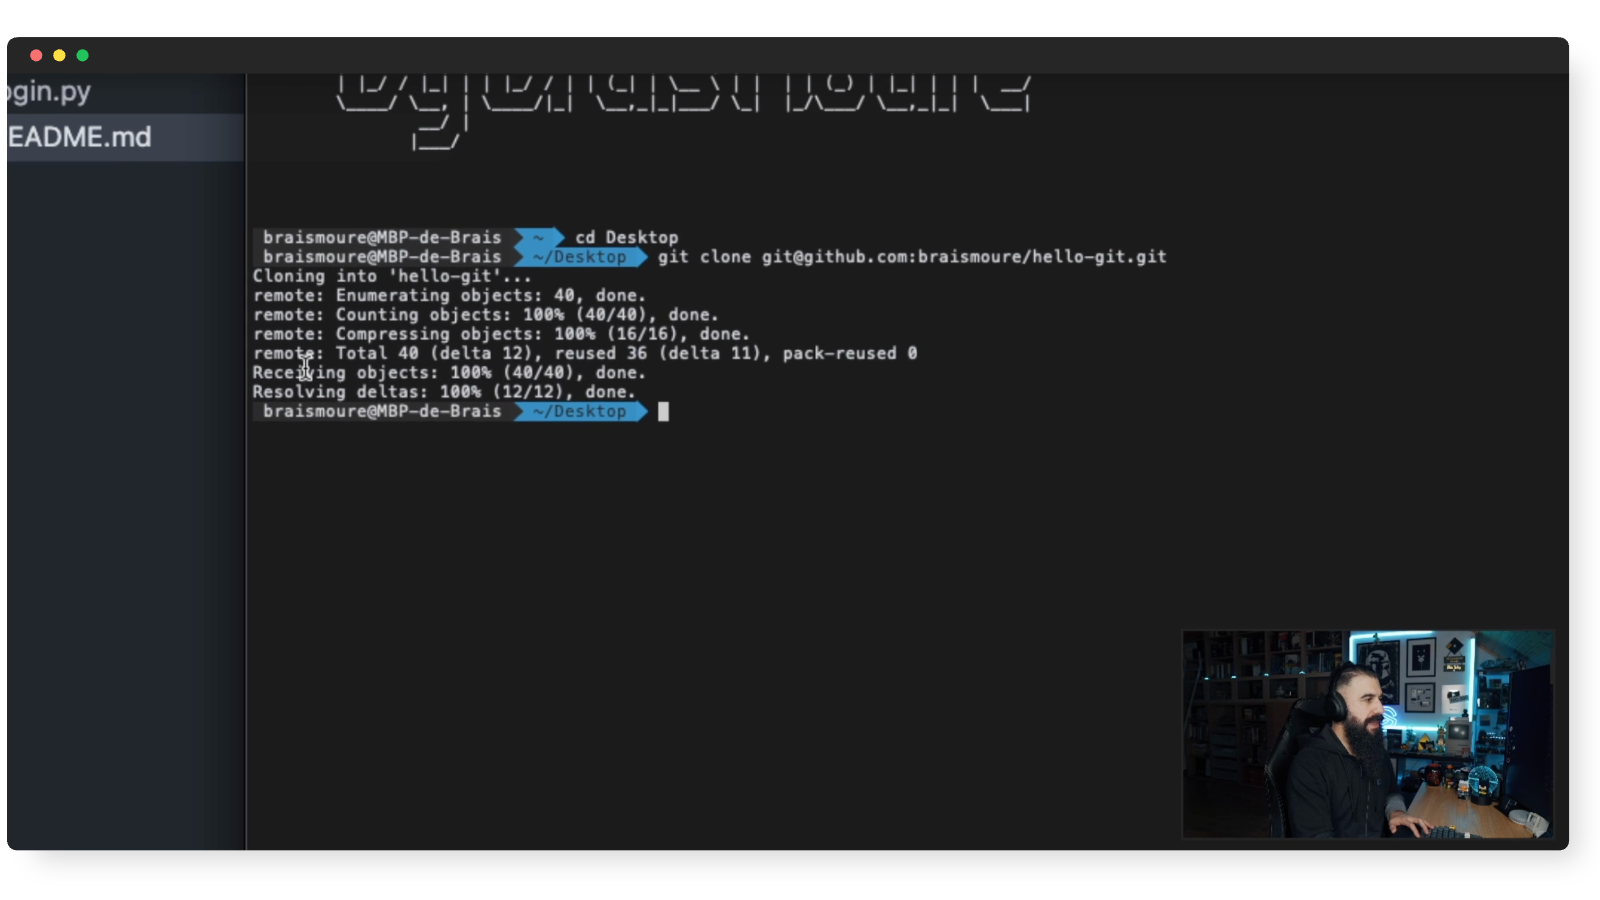 ogin.py
EADME.md
braismoure@MBP-de-Brais ~ cd Desktop
braismoure@MBP-de-Brais ~/Desktop git clone git@github.com:braismoure/hello-git.git
Cloning into 'hello-git'...
remote: Enumerating objects: 40, done.
remote: Counting objects: 100% (40/40), done.
remote: Compressing objects: 100% (16/16), done.
remote: Total 40 (delta 12), reused 36 (delta 11), pack-reused 0
Receiving objects: 100% (40/40), done.
Resolving deltas: 100% (12/12), done.
braismoure@MBP-de-Brais ~/Desktop